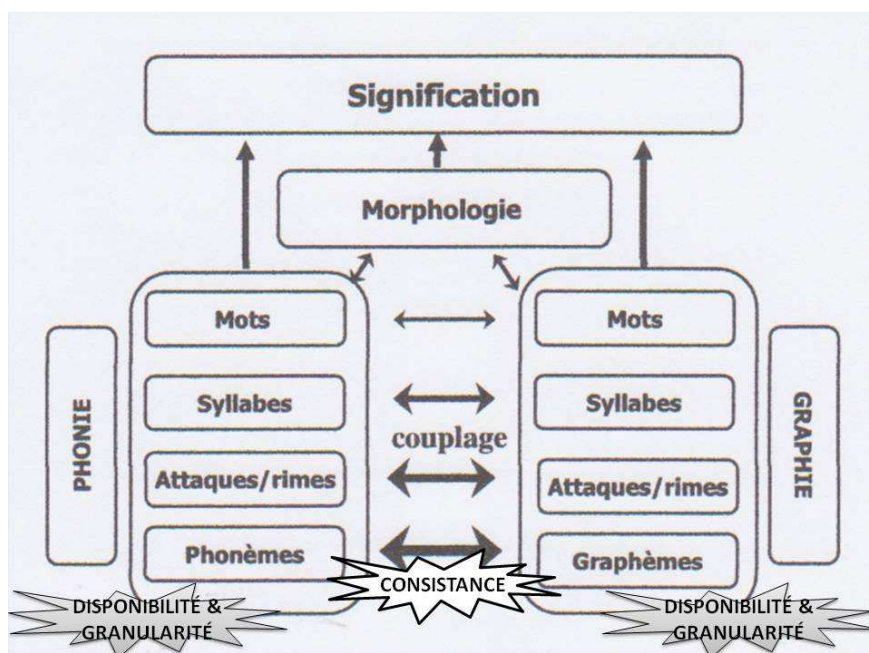 Signification
Morphologie
PHONIE
Mots
Syllabes
Attaques/rimes
Phonèmes
couplage
Mots
Syllabes
Attaques/rimes
Graphèmes
GRAPHIE
DISPONIBILITÉ &
GRANULARITÉ
CONSISTANCE
DISPONIBILITÉ &
GRANULARITÉ